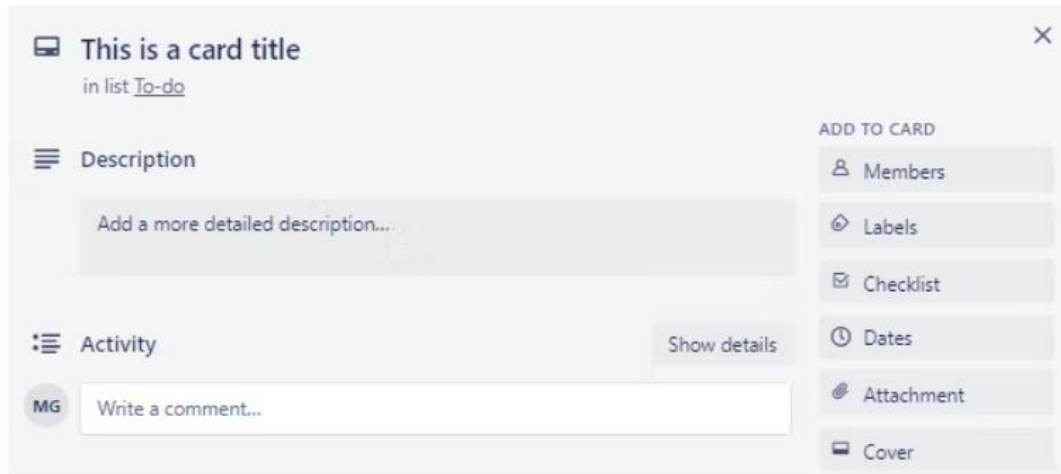 This is a card title
in list To-do
Description
Add a more detailed description...
Activity
Show details
MG
Write a comment...
ADD TO CARD
Members
Labels
Checklist
Dates
Attachment
Cover